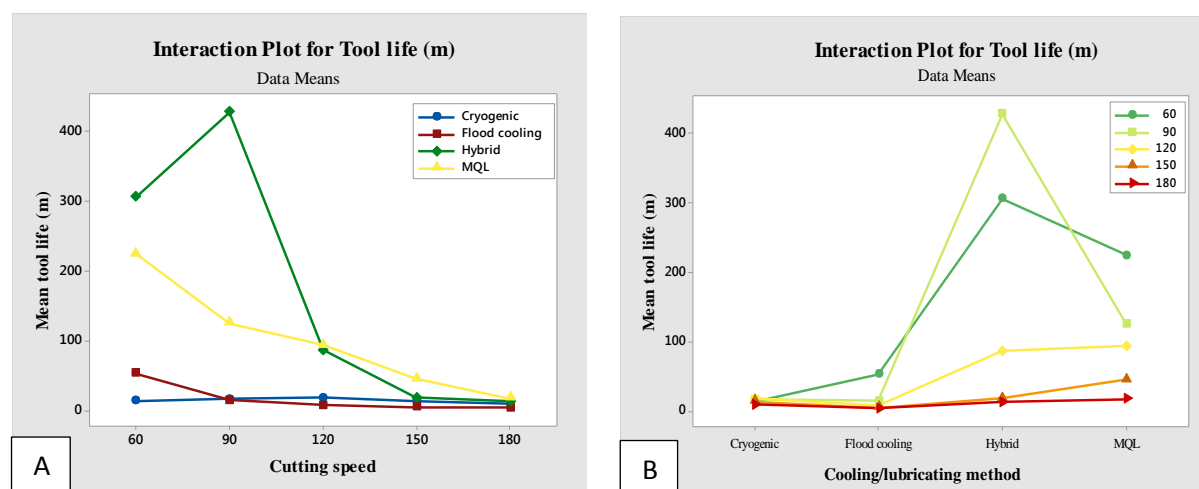 Interaction Plot for Tool life (m)
Data Means
Mean tool life (m)
400
300
200
100
0
Cryogenic
Flood cooling
Hybrid
MQL
60 90 120 150 180
Cutting speed
A
Interaction Plot for Tool life (m)
Data Means
Mean tool life (m)
400
300
200
100
0
60
90
120
150
180
Cryogenic Flood cooling Hybrid MQL
Cooling/lubricating method
B